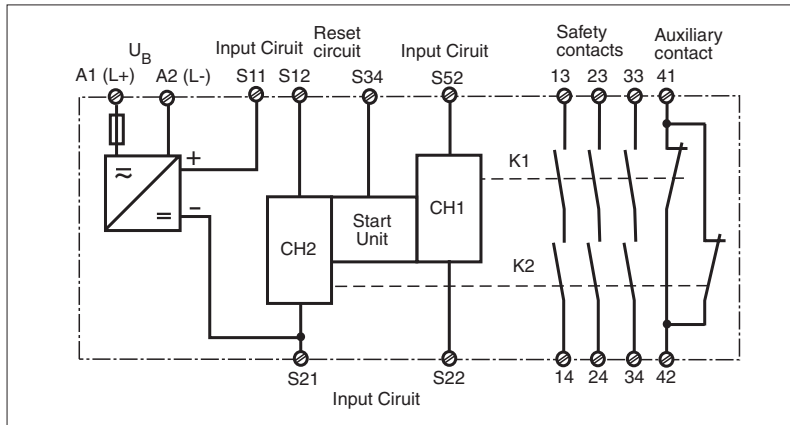 U_B
Input Ciruit
Reset circuit
Input Ciruit
Safety contacts
Auxiliary contact
A1 (L+) A2 (L-) S11 S12 S34 S52 13 23 33 41
+
−
~
=
=
CH2
Start Unit
CH1
K1
K2
S21 S22 14 24 34 42
Input Ciruit